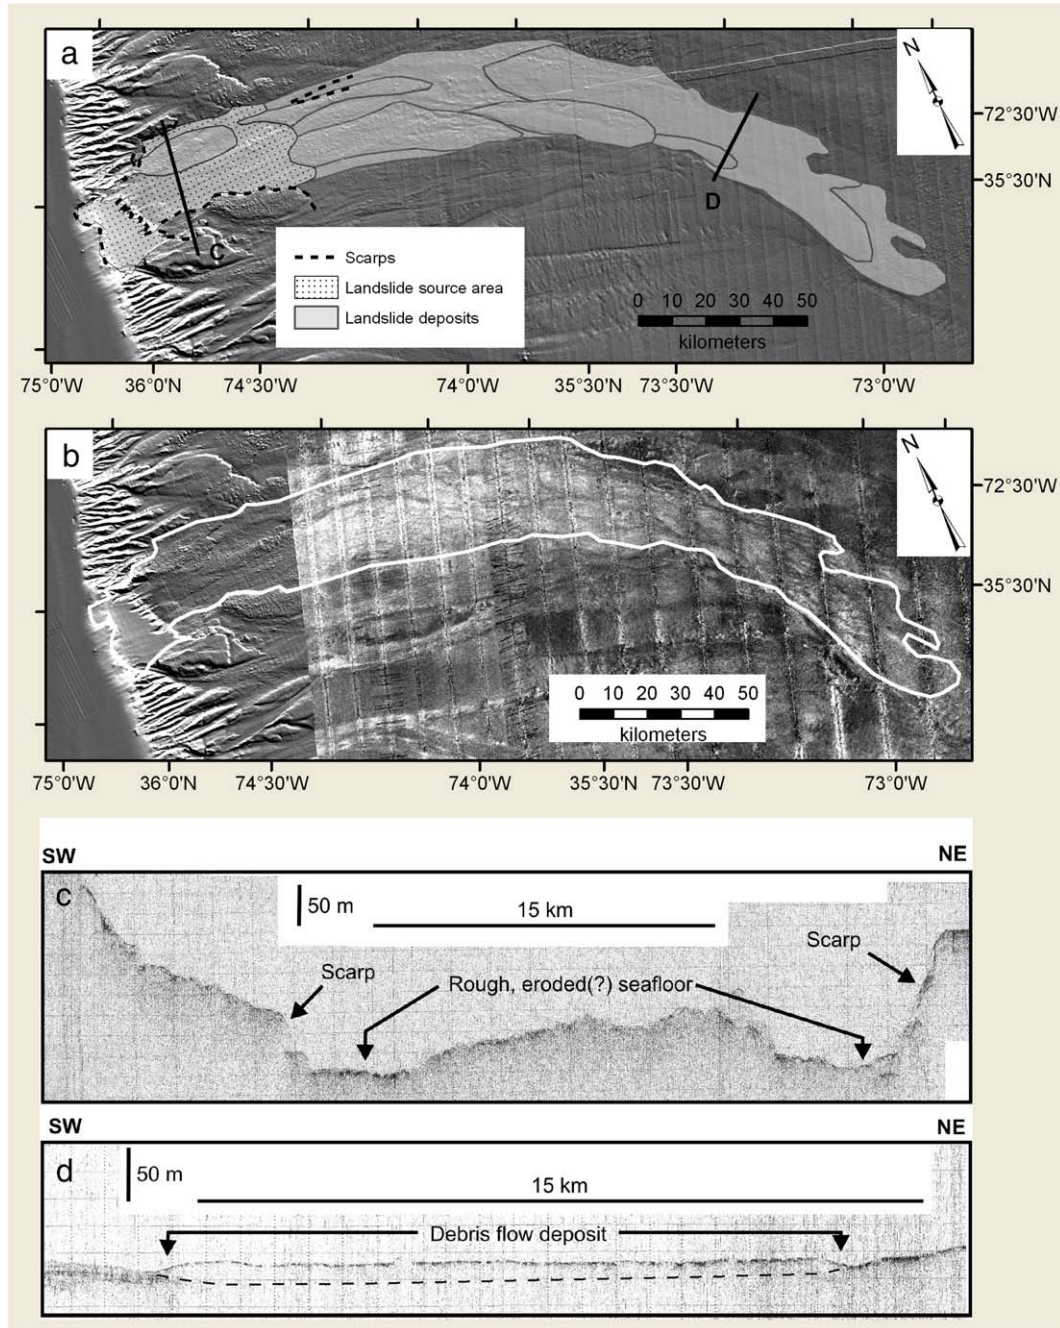 a
N
72°30'W
35°30'N
D
C
Scarps
Landslide source area
Landslide deposits
0 10 20 30 40 50
kilometers
75°0'W 36°0'N 74°30'W 74°0'W 35°30'N 73°30'W 73°0'W
b
N
72°30'W
35°30'N
0 10 20 30 40 50
kilometers
75°0'W 36°0'N 74°30'W 74°0'W 35°30'N 73°30'W 73°0'W
SW NE
c
50 m
15 km
Scarp
Scarp
Rough, eroded(?) seafloor
SW NE
d
50 m
15 km
Debris flow deposit